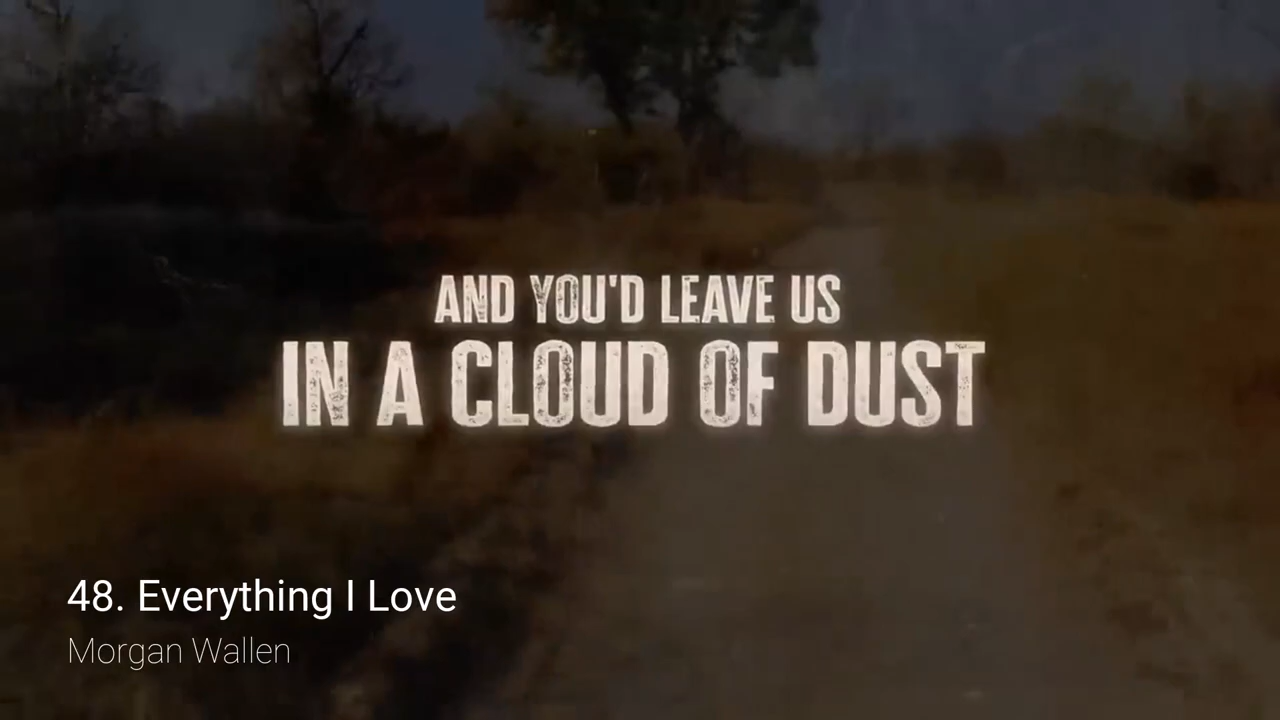 AND YOU'D LEAVE US
IN A CLOUD OF DUST
48. Everything I Love
Morgan Wallen